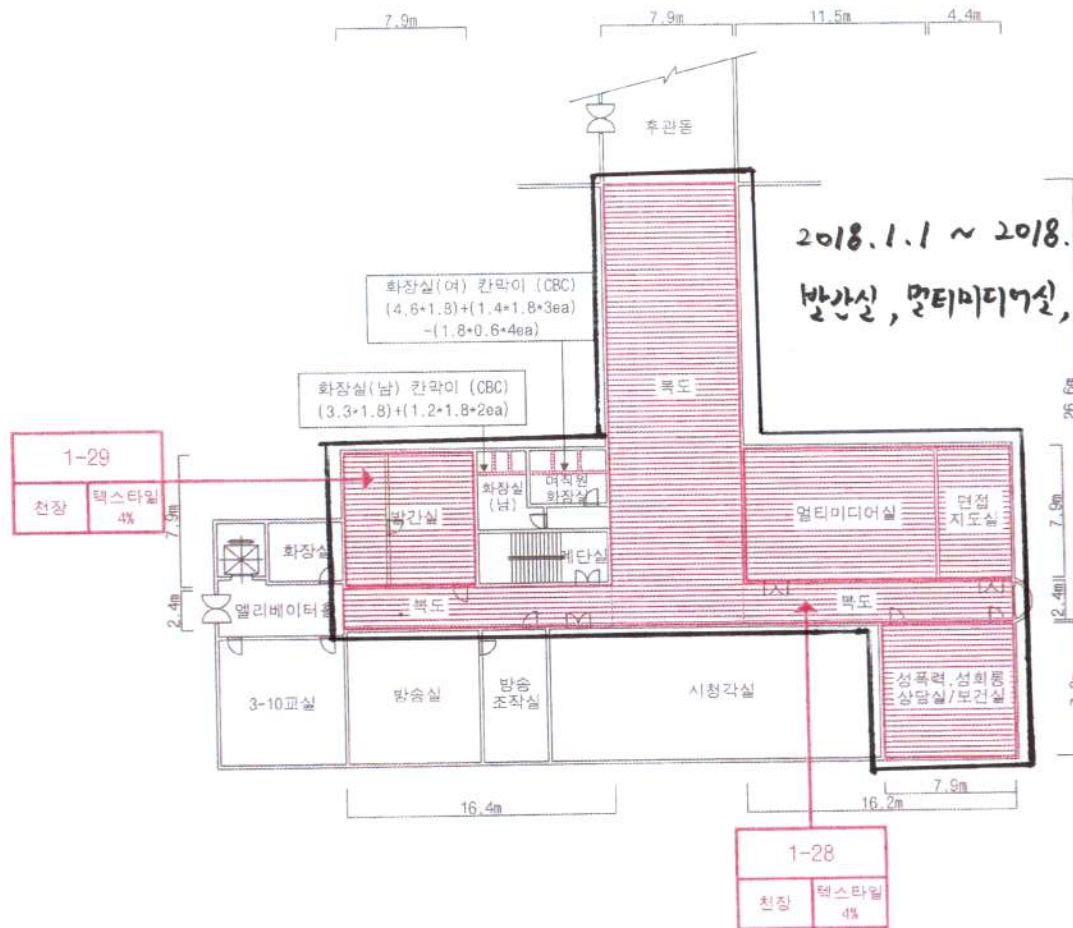 7.9m
7.9m
11.5m
4.4m
후관동
2018.1.1 ~ 2018.
발간실, 멀티미디어실,
화장실(여) 칸막이 (CBC)
(4.6*1.8)+(1.4*1.8*3ea)
-(1.8*0.6*4ea)
화장실(남) 칸막이 (CBC)
(3.3*1.8)+(1.2*1.8*2ea)
복도
26.6m
1-29
천장
텍스타일
4%
7.9m
발간실
화장실
(남)
여직원
화장실
계단실
멀티미디어실
면접
지도실
7.9m
화장실
2.4m
엘리베이터홀
복도
복도
2.4m
3-10교실
방송실
방송
조작실
시청각실
성폭력.성희롱
상담실/보건실
16.4m
7.9m
16.2m
1-28
천장
텍스타일
4%